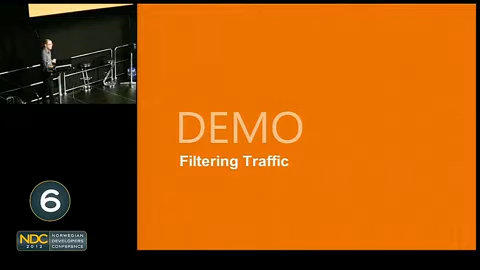 DEMO
Filtering Traffic
6
NDC
2012
NORWEGIAN
DEVELOPERS
CONFERENCE